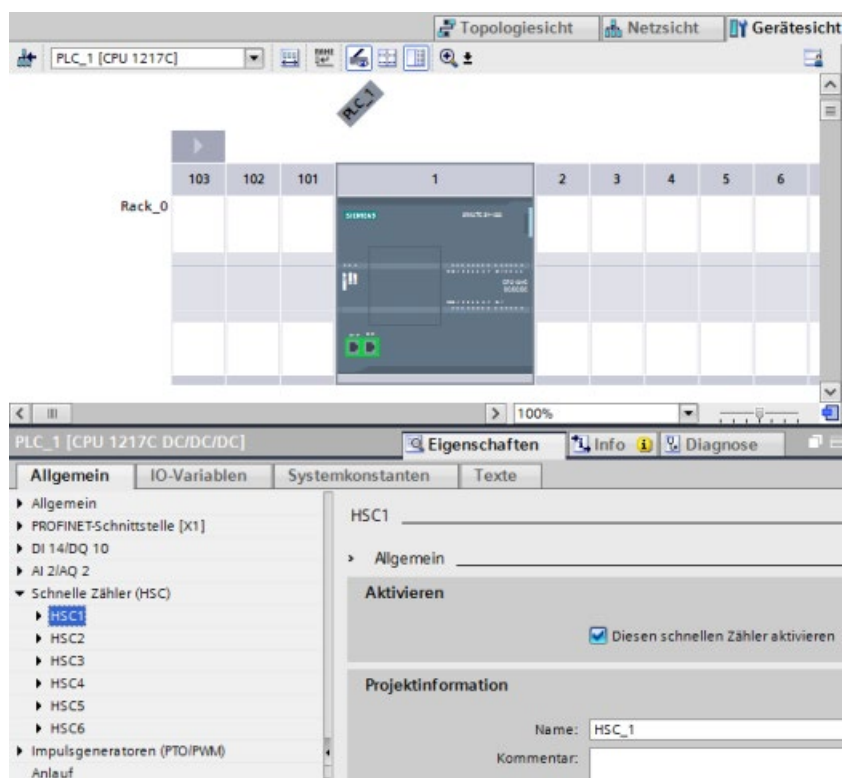 Topologiesicht Netzsicht Gerätesicht
PLC_1 [CPU 1217C]
PLC_1
103 102 101 1 2 3 4 5 6
Rack_0
SIEMENS
100%
PLC_1 [CPU 1217C DC/DC/DC] Eigenschaften Info Diagnose
Allgemein IO-Variablen Systemkonstanten Texte
Allgemein
PROFINET-Schnittstelle [X1]
DI 14/DQ 10
AI 2/AQ 2
Schnelle Zähler (HSC)
HSC1
HSC2
HSC3
HSC4
HSC5
HSC6
Impulsgeneratoren (PTO/PWM)
Anlauf
HSC1
Allgemein
Aktivieren
Diesen schnellen Zähler aktivieren
Projektinformation
Name: HSC_1
Kommentar: